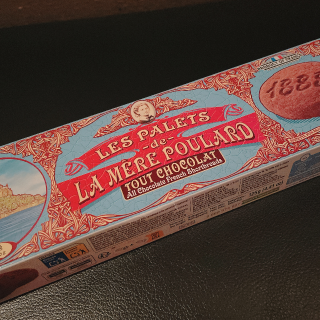 LES PALETS
-de-
LA MÈRE POULARD
TOUT CHOCOLAT
All Chocolate French Shortbreads
1888